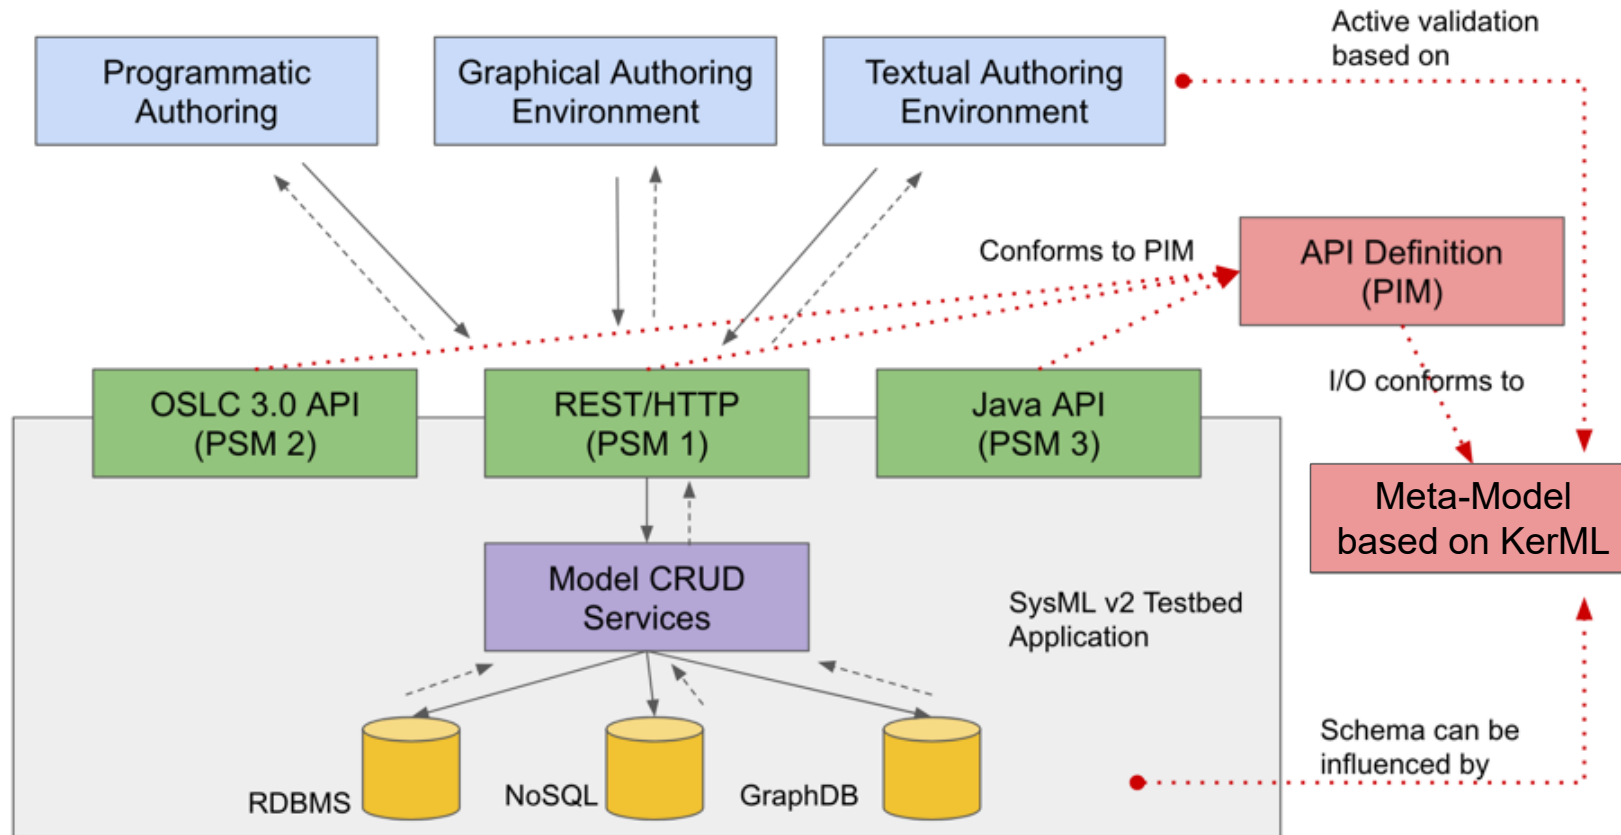 Active validation
based on
Programmatic
Authoring
Graphical Authoring
Environment
Textual Authoring
Environment
Conforms to PIM
API Definition
(PIM)
I/O conforms to
OSLC 3.0 API
(PSM 2)
REST/HTTP
(PSM 1)
Java API
(PSM 3)
Meta-Model
based on KerML
Model CRUD
Services
SysML v2 Testbed
Application
Schema can be
influenced by
RDBMS
NoSQL
GraphDB